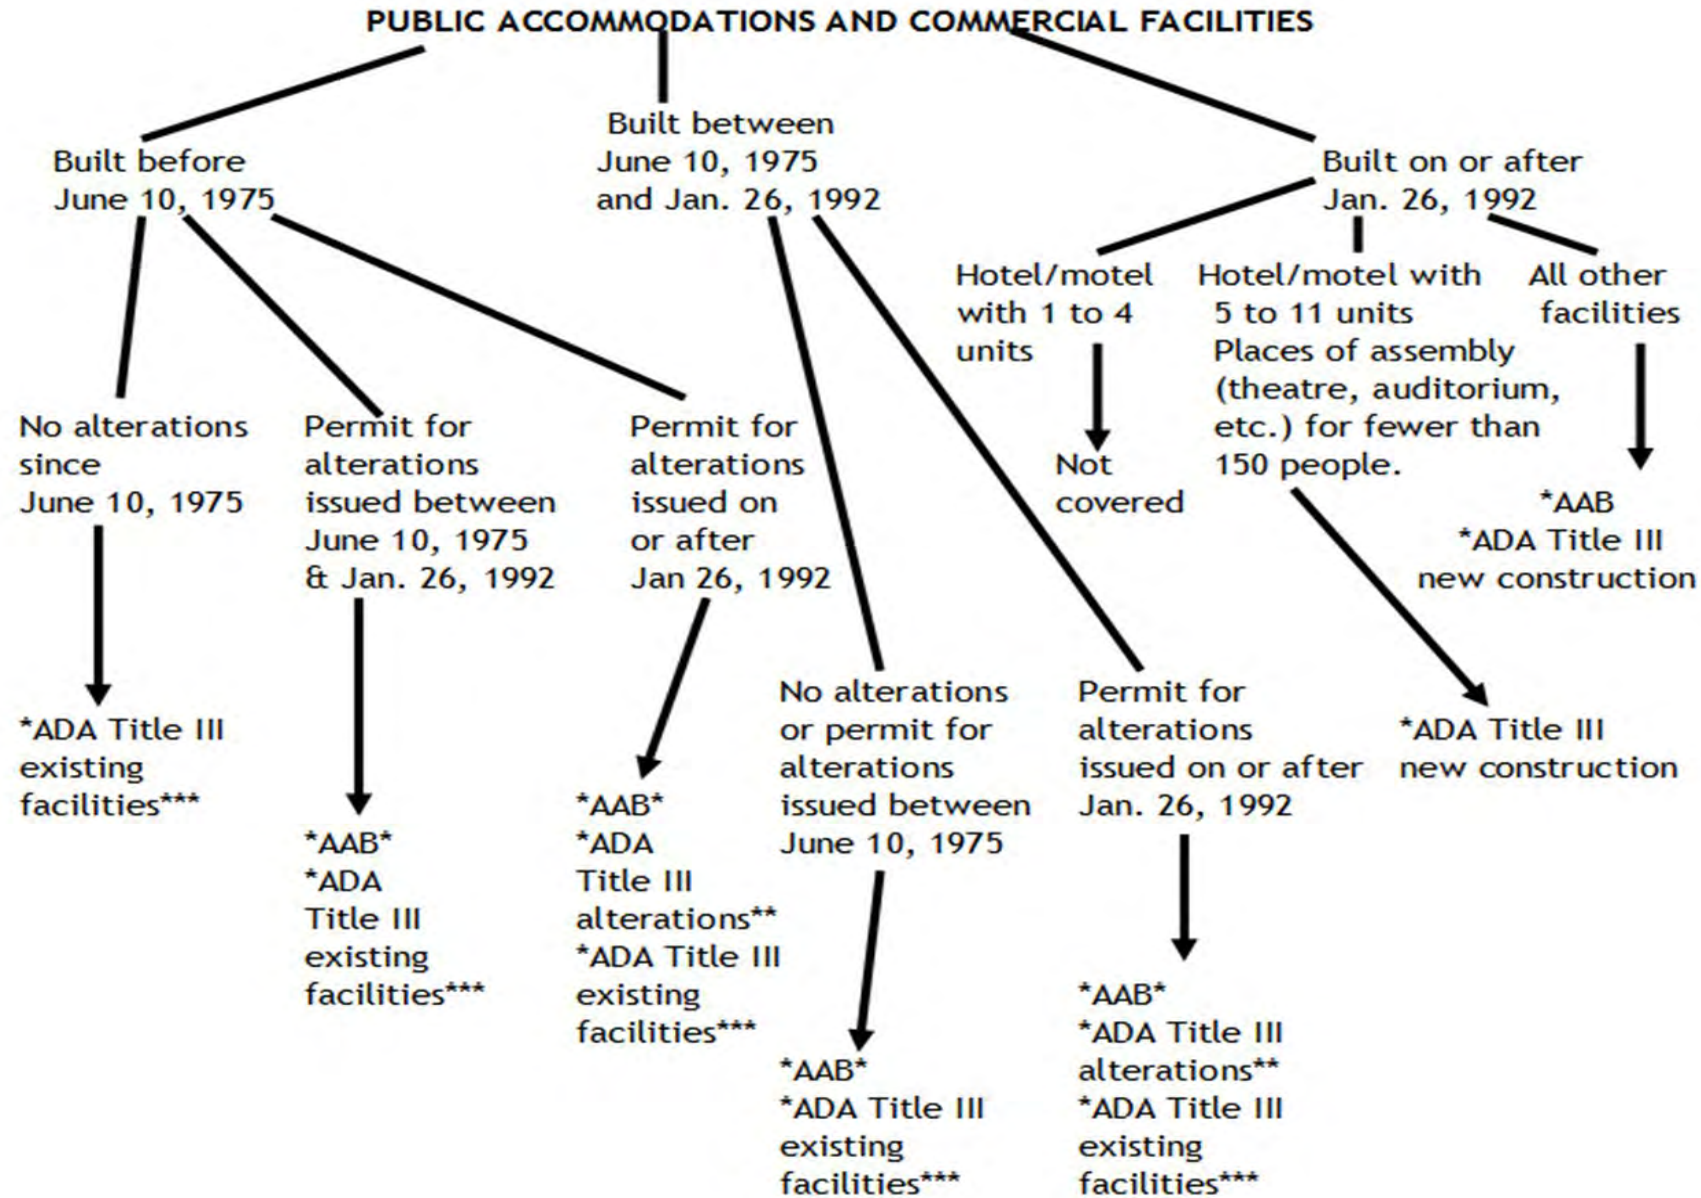 PUBLIC ACCOMMODATIONS AND COMMERCIAL FACILITIES
Built before
June 10, 1975
Built between
June 10, 1975
and Jan. 26, 1992
Built on or after
Jan. 26, 1992
No alterations
since
June 10, 1975
Permit for
alterations
issued between
June 10, 1975
& Jan. 26, 1992
Permit for
alterations
issued on
or after
Jan 26, 1992
Hotel/motel
with 1 to 4
units
Hotel/motel with
5 to 11 units
Places of assembly
(theatre, auditorium,
etc.) for fewer than
150 people.
All other
facilities
Not
covered
*AAB
*ADA Title III
new construction
*ADA Title III
existing
facilities***
*AAB*
*ADA
Title III
existing
facilities***
*AAB*
*ADA
Title III
alterations**
*ADA Title III
existing
facilities***
No alterations
or permit for
alterations
issued between
June 10, 1975
Permit for
alterations
issued on or after
Jan. 26, 1992
*ADA Title III
new construction
*AAB*
*ADA Title III
existing
facilities***
*AAB*
*ADA Title III
alterations**
*ADA Title III
existing
facilities***